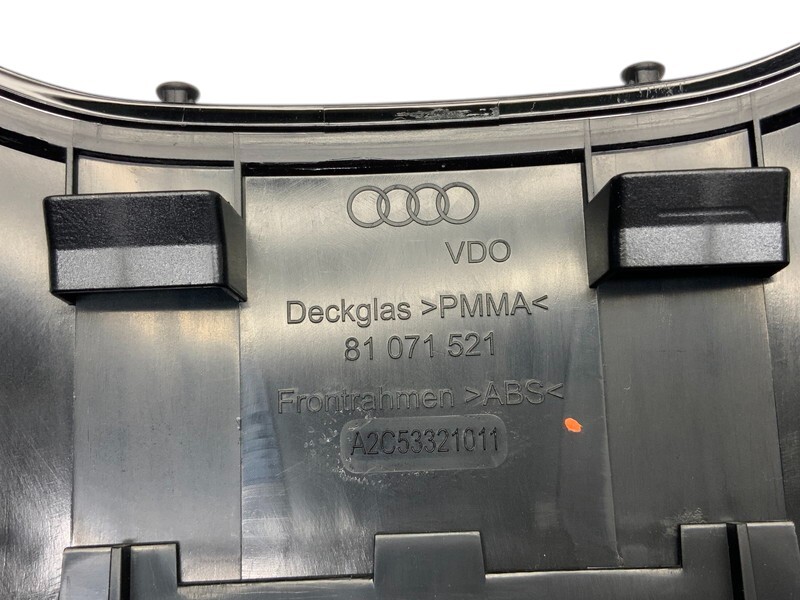 VDO
Deckglas >PMMA<
81 071 521
Frontrahmen >ABS<
A2C53321011